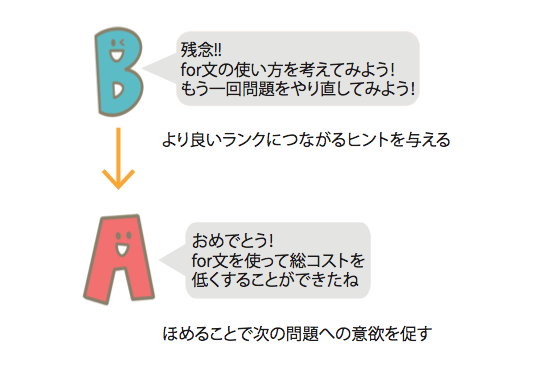 B
残念!!
for文の使い方を考えてみよう!
もう一回問題をやり直してみよう!
より良いランクにつながるヒントを与える
A
おめでとう!
for文を使って総コストを
低くすることができたね
ほめることで次の問題への意欲を促す